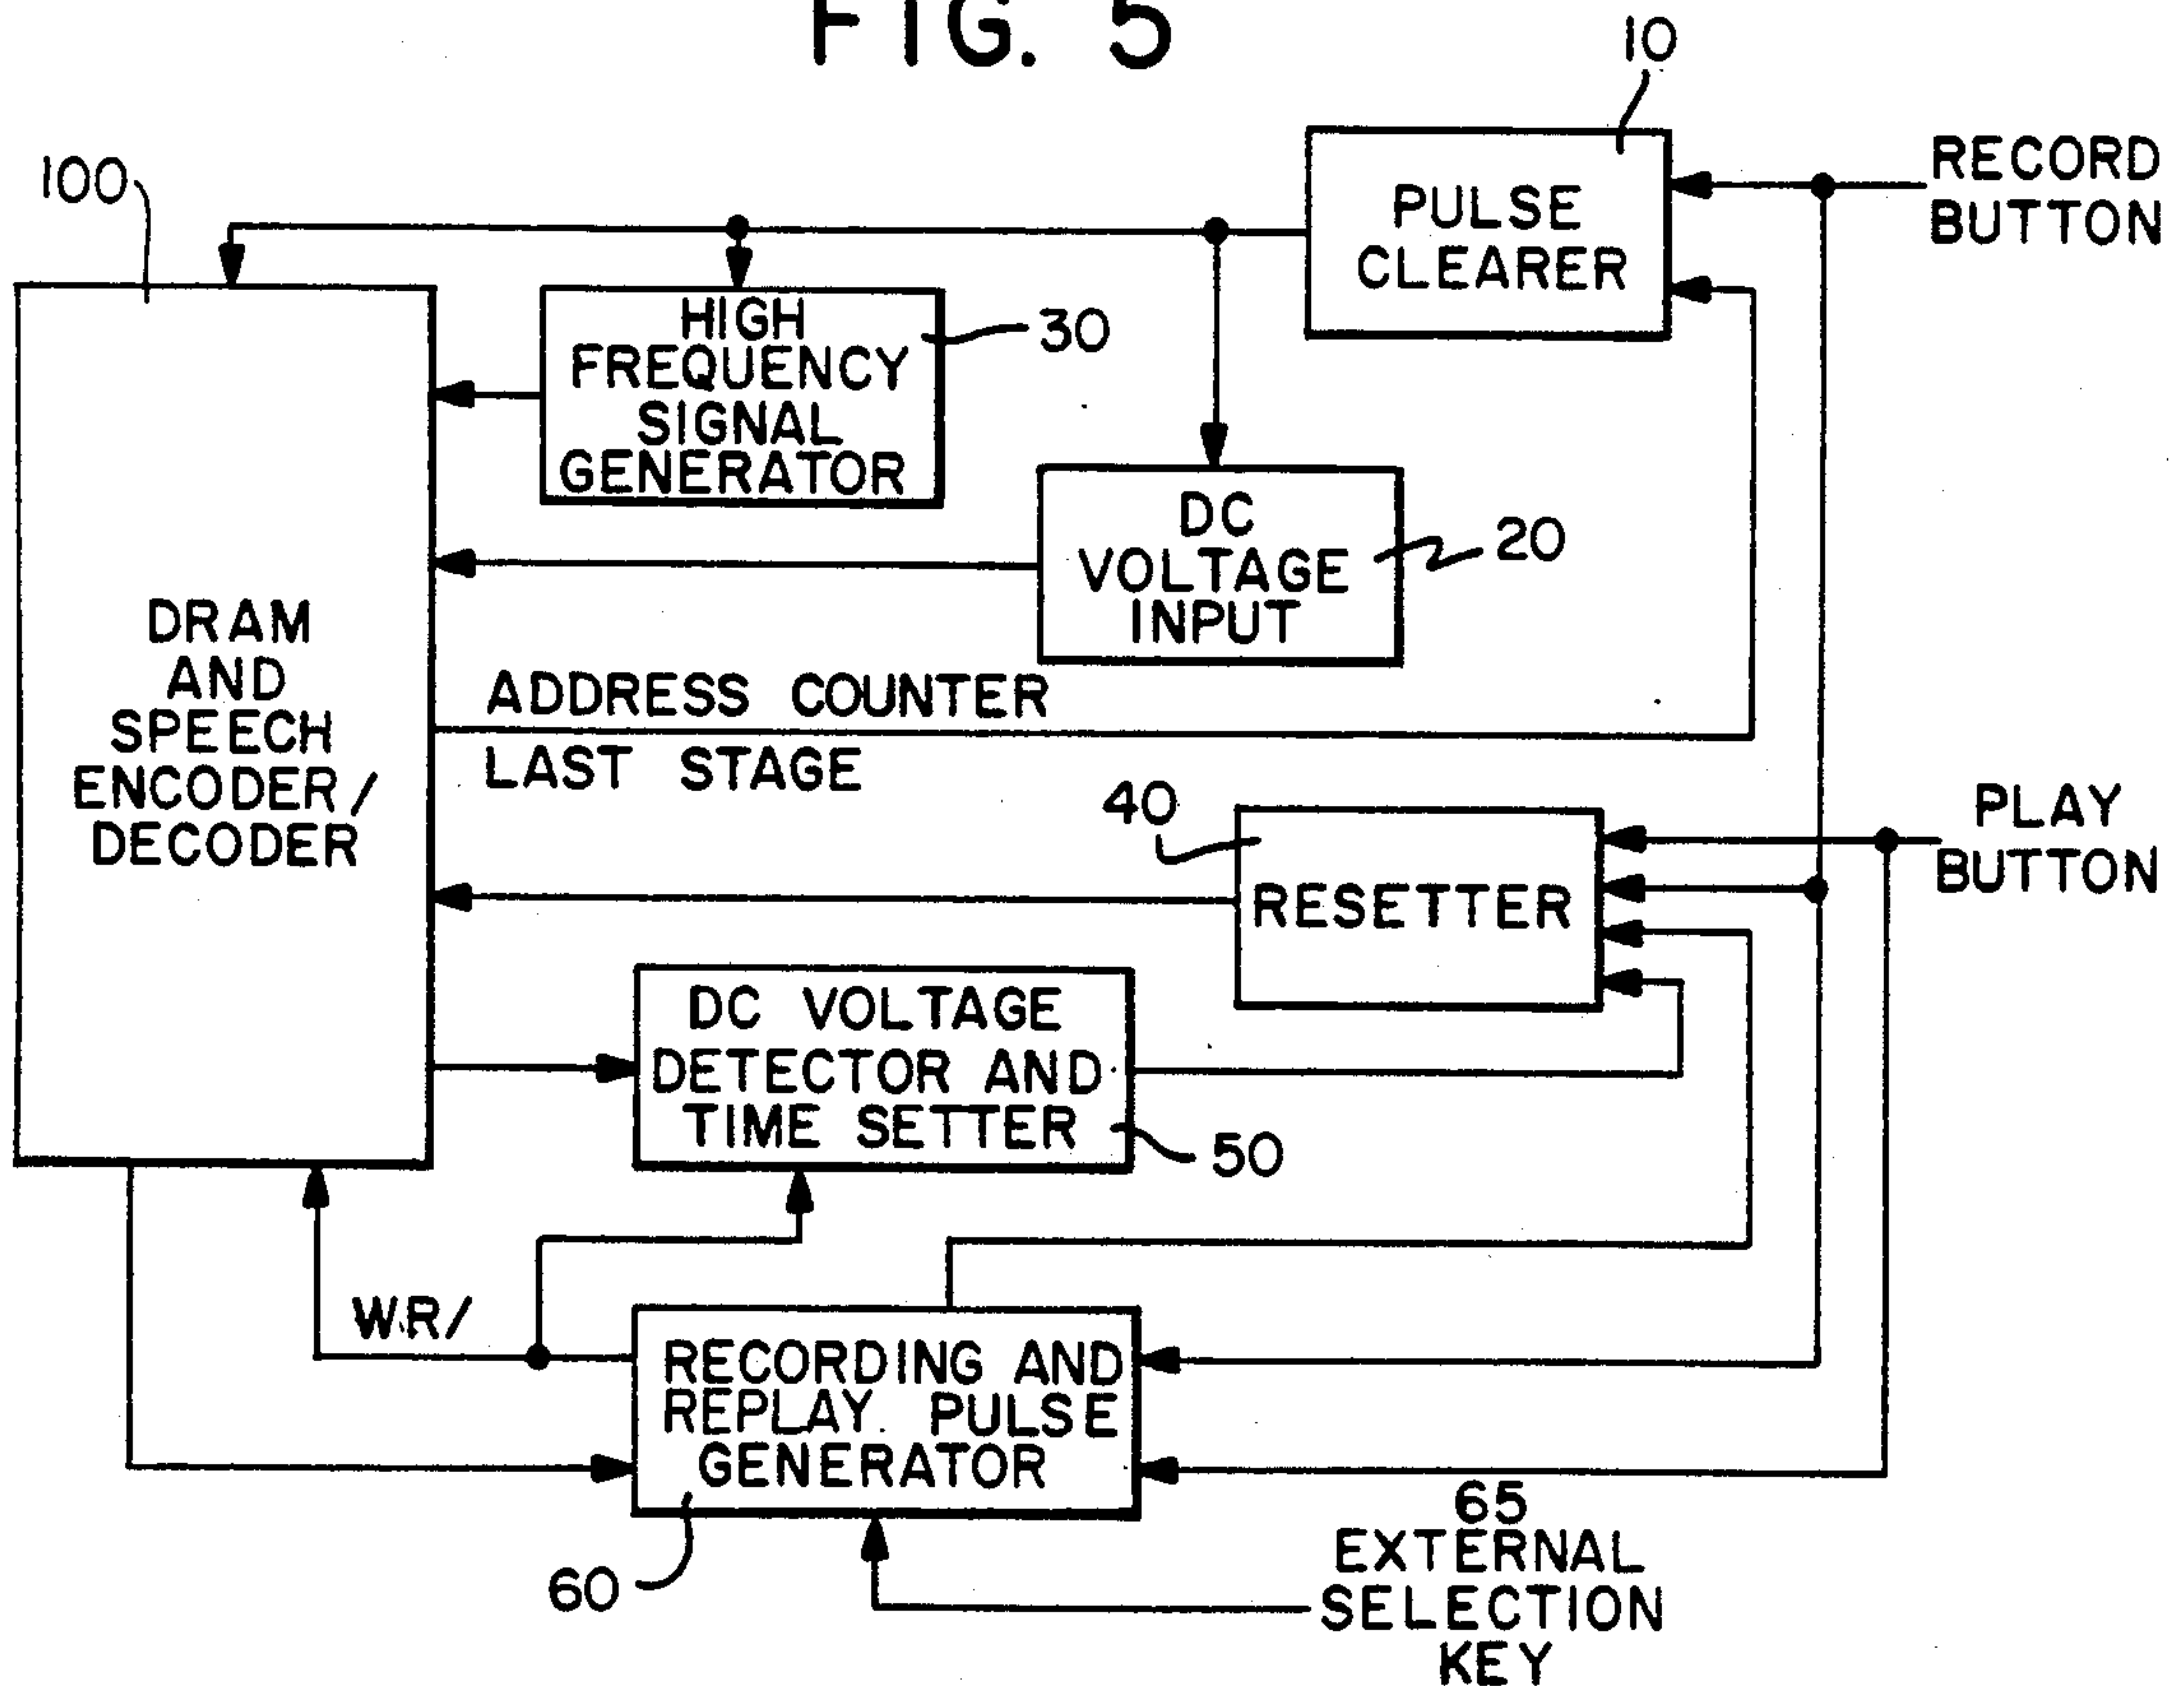 FIG. 5
10
RECORD
BUTTON
PULSE
CLEARER
100
HIGH
FREQUENCY
SIGNAL
GENERATOR
30
DC
VOLTAGE
INPUT
20
DRAM
AND
SPEECH
ENCODER/
DECODER
ADDRESS COUNTER
LAST STAGE
40
RESETTER
PLAY
BUTTON
DC VOLTAGE
DETECTOR AND
TIME SETTER
50
WR/
RECORDING AND
REPLAY PULSE
GENERATOR
60
65
EXTERNAL
SELECTION
KEY